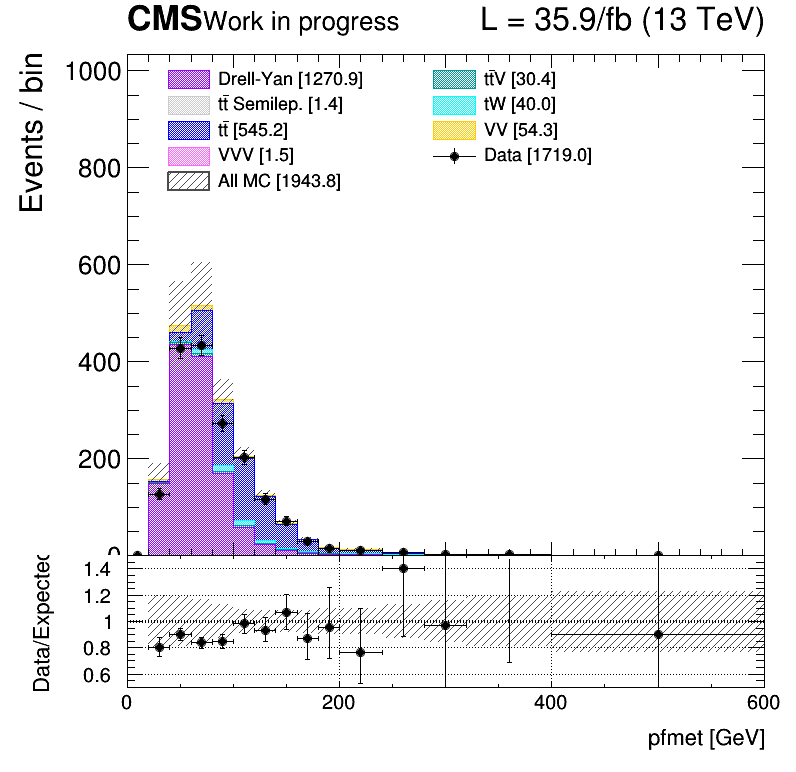 CMS Work in progress L = 35.9/fb (13 TeV)
Events / bin
1000
800
600
400
200
0
Drell-Yan [1270.9]
tt̄ Semilep. [1.4]
tt̄ [545.2]
VVV [1.5]
All MC [1943.8]
tt̄V [30.4]
tW [40.0]
VV [54.3]
Data [1719.0]
Data/Expected
1.4
1.2
1
0.8
0.6
0 200 400 600
pfmet [GeV]